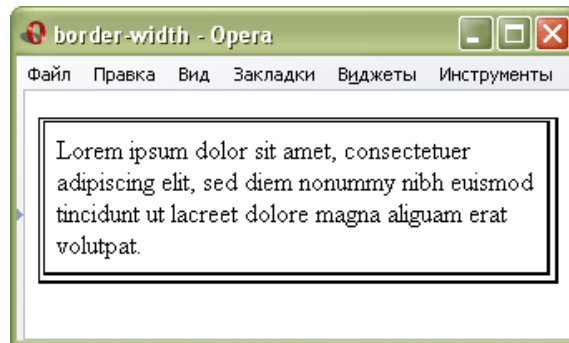 border-width - Opera
Файл Правка Вид Закладки Виджеты Инструменты
Lorem ipsum dolor sit amet, consectetuer
adipiscing elit, sed diem nonummy nibh euismod
tincidunt ut lacreet dolore magna aliguam erat
volutpat.